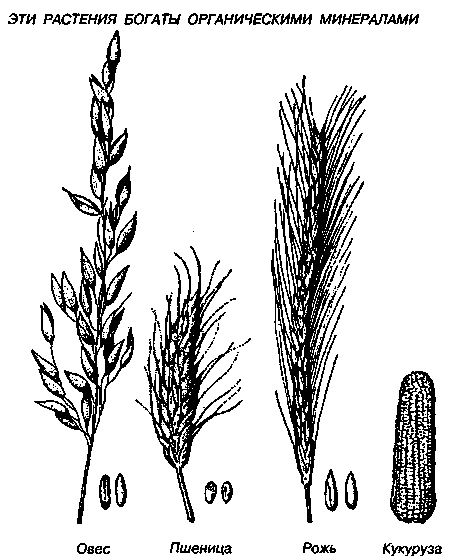 ЭТИ РАСТЕНИЯ БОГАТЫ ОРГАНИЧЕСКИМИ МИНЕРАЛАМИ
Овес Пшеница Рожь Кукуруза